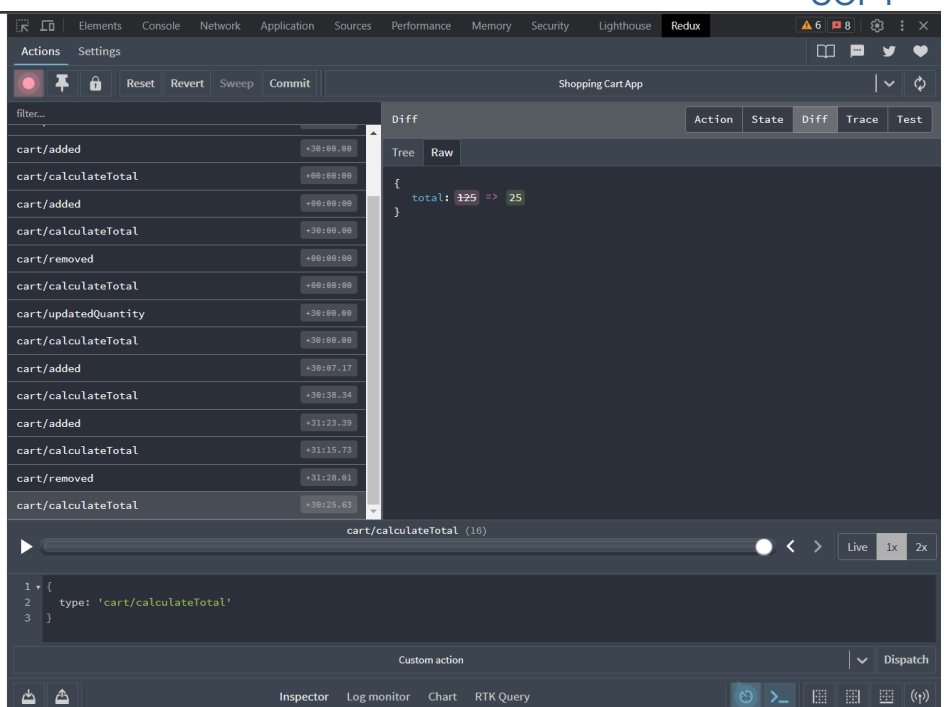 Elements Console Network Application Sources Performance Memory Security Lighthouse Redux 6 8
Actions Settings
Reset Revert Sweep Commit Shopping Cart App
filter...
Diff Action State Diff Trace Test
Tree Raw
cart/added +30:00.00
cart/calculateTotal +00:00:00
cart/added +00:00:00
cart/calculateTotal +30:00.00
cart/removed +00:00:00
cart/calculateTotal +00:00:00
cart/updatedQuantity +30:00.00
cart/calculateTotal +30:00.00
cart/added +30:07.17
cart/calculateTotal +30:38.34
cart/added +31:23.39
cart/calculateTotal +31:15.73
cart/removed +31:28.01
cart/calculateTotal +30:25.63
{
total: 125 => 25
}
cart/calculateTotal (16)
Live 1x 2x
1 {
2 type: 'cart/calculateTotal'
3 }
Custom action Dispatch
Inspector Log monitor Chart RTK Query